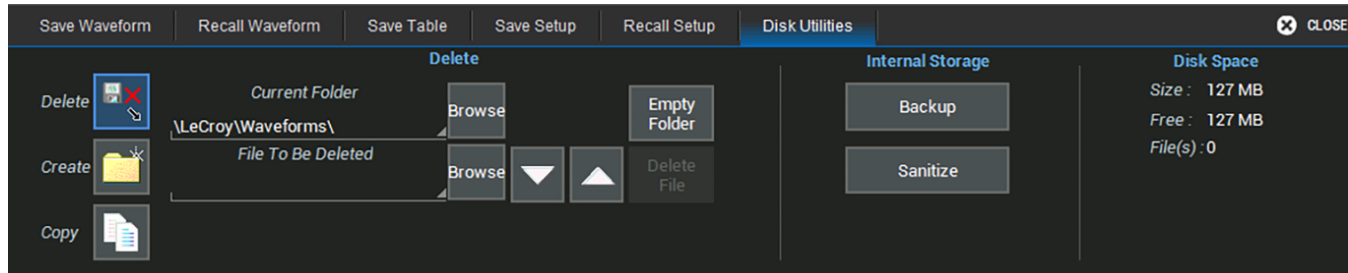 Save Waveform
Recall Waveform
Save Table
Save Setup
Recall Setup
Disk Utilities
CLOSE
Delete
Internal Storage
Disk Space
Delete
Current Folder
\LeCroy\Waveforms\
Browse
Empty
Folder
Backup
Size : 127 MB
Free : 127 MB
File(s) :0
Create
File To Be Deleted
Browse
Delete
File
Sanitize
Copy